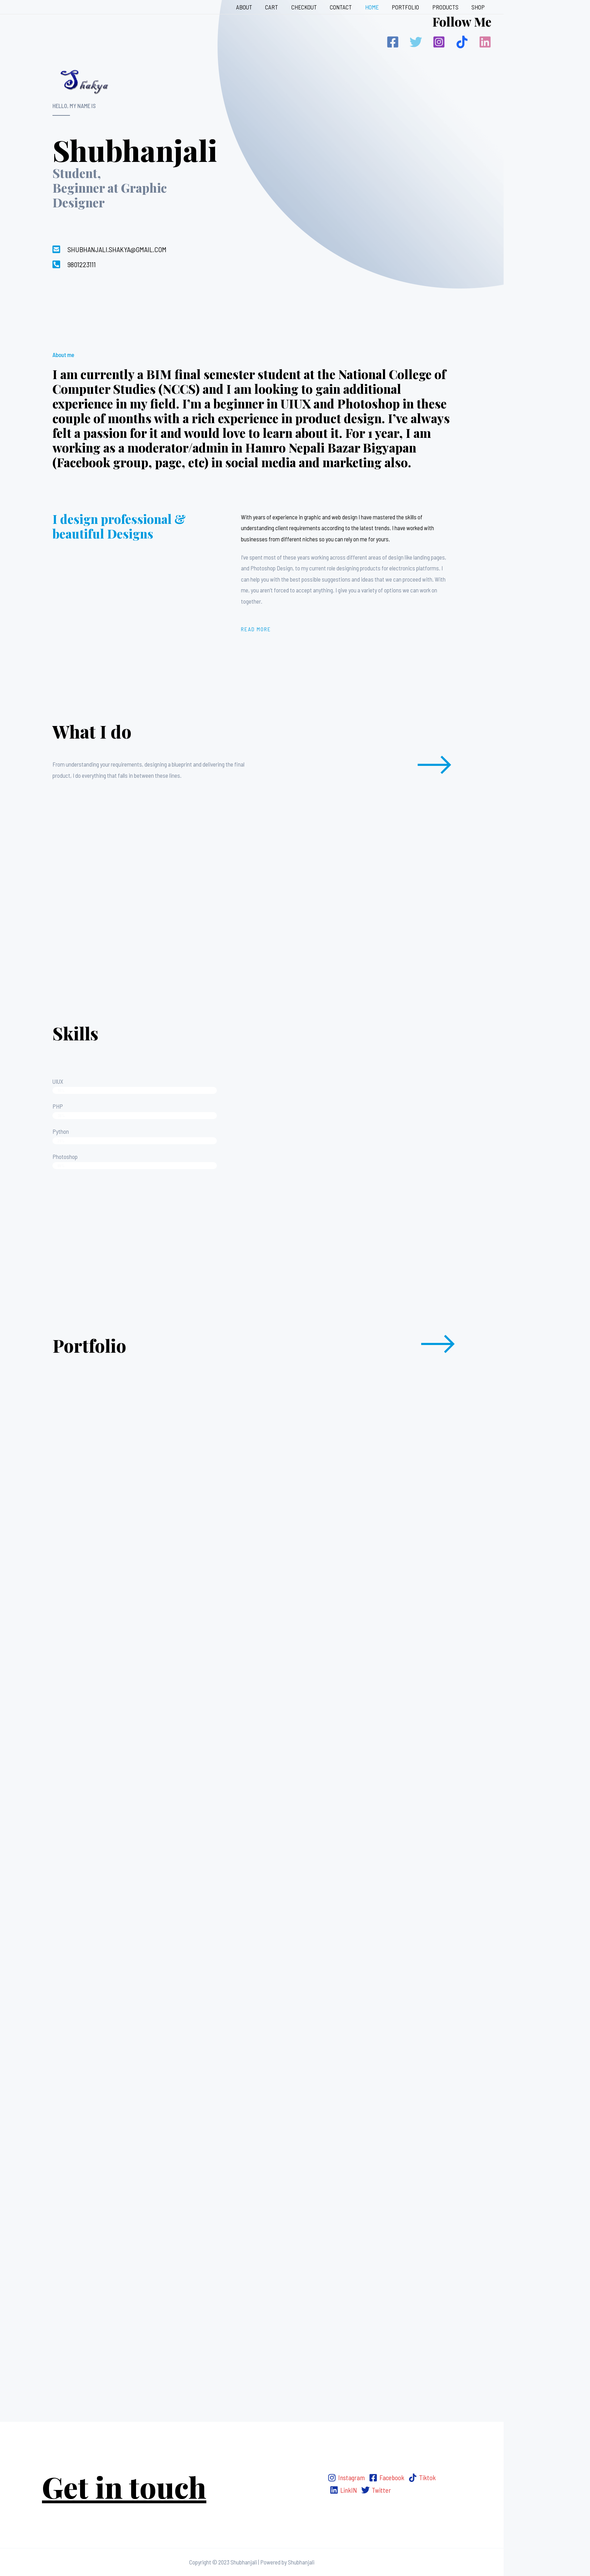 ABOUT CART CHECKOUT CONTACT HOME PORTFOLIO PRODUCTS SHOP
Follow Me
Shakya
HELLO, MY NAME IS
Shubhanjali
Student,
Beginner at Graphic
Designer
SHUBHANJALI.SHAKYA@GMAIL.COM
9801223111
About me
I am currently a BIM final semester student at the National College of
Computer Studies (NCCS) and I am looking to gain additional
experience in my field. I'm a beginner in UIUX and Photoshop in these
couple of months with a rich experience in product design. I've always
felt a passion for it and would love to learn about it. For 1 year, I am
working as a moderator/admin in Hamro Nepali Bazar Bigyapan
(Facebook group, page, etc) in social media and marketing also.
I design professional &
beautiful Designs
With years of experience in graphic and web design I have mastered the skills of
understanding client requirements according to the latest trends. I have worked with
businesses from different niches so you can rely on me for yours.
I've spent most of these years working across different areas of design like landing pages,
and Photoshop Design, to my current role designing products for electronics platforms. I
can help you with the best possible suggestions and ideas that we can proceed with. With
me, you aren't forced to accept anything. I give you a variety of options we can work on
together.
READ MORE
What I do
From understanding your requirements, designing a blueprint and delivering the final
product, I do everything that falls in between these lines.
Skills
UIUX
PHP
Python
Photoshop
Portfolio
Get in touch
Instagram Facebook Tiktok
LinkIN Twitter
Copyright © 2023 Shubhanjali | Powered by Shubhanjali